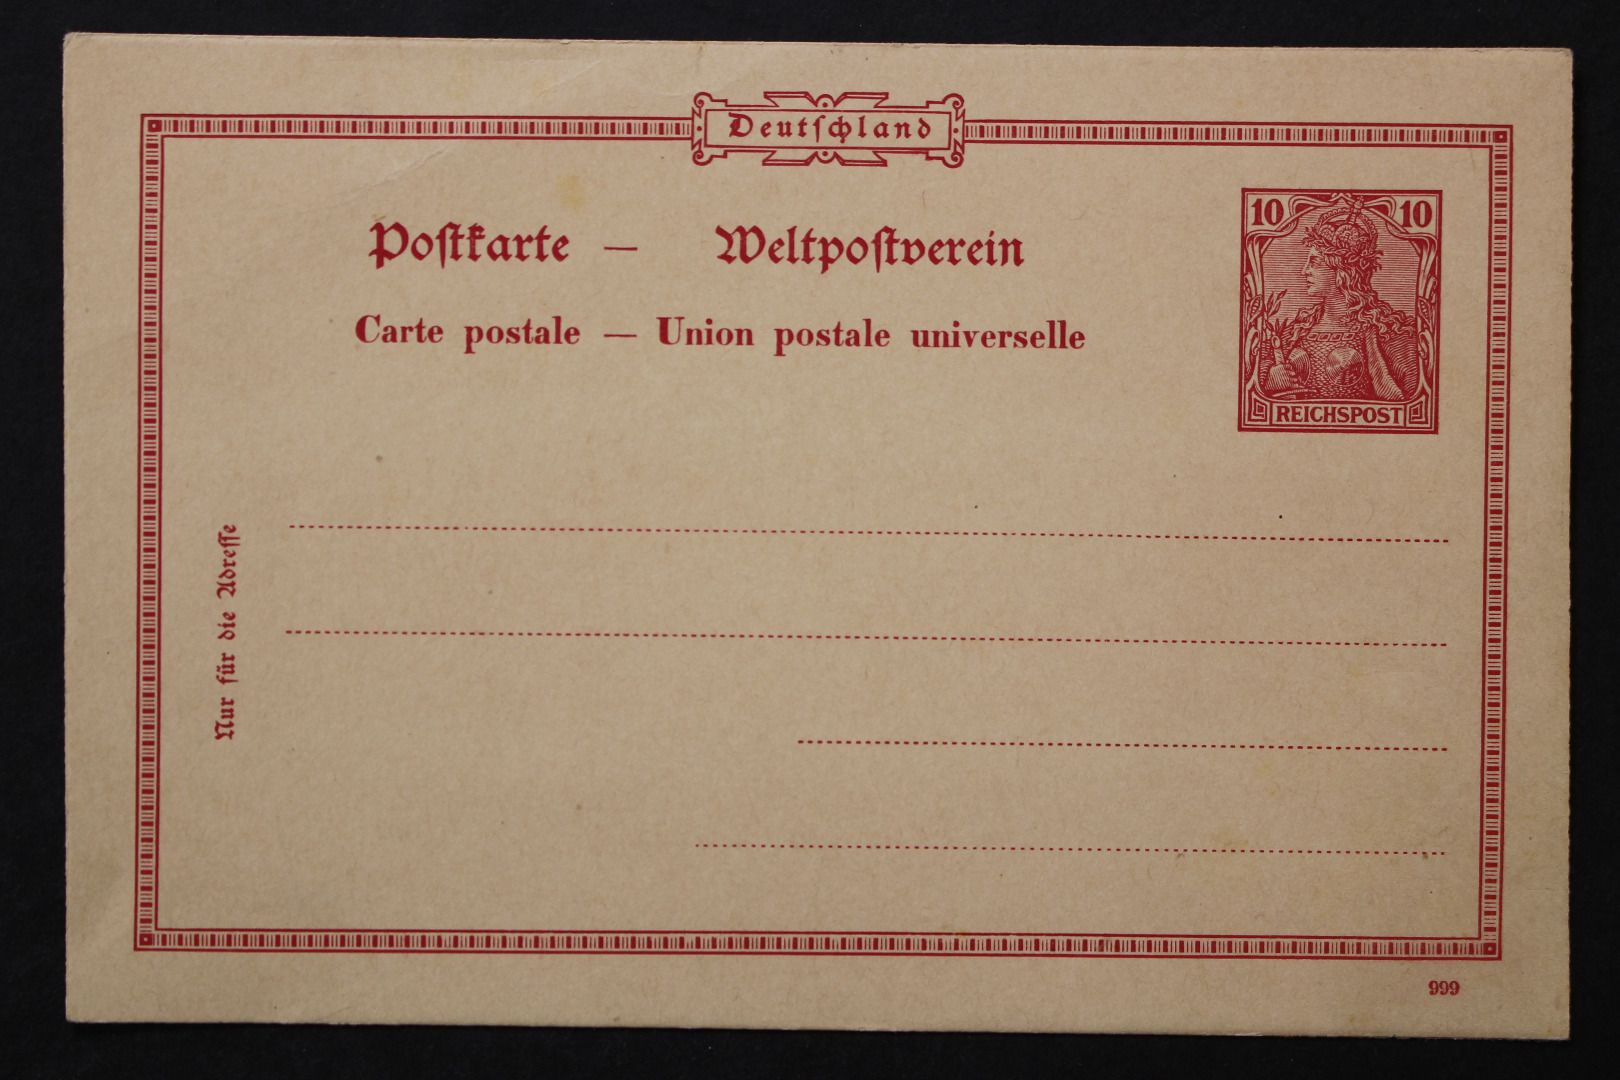 Deutſchland
Poſtkarte — Weltpoſtverein
Carte postale — Union postale universelle
10 10
REICHSPOST
Nur für die Adreſſe
999